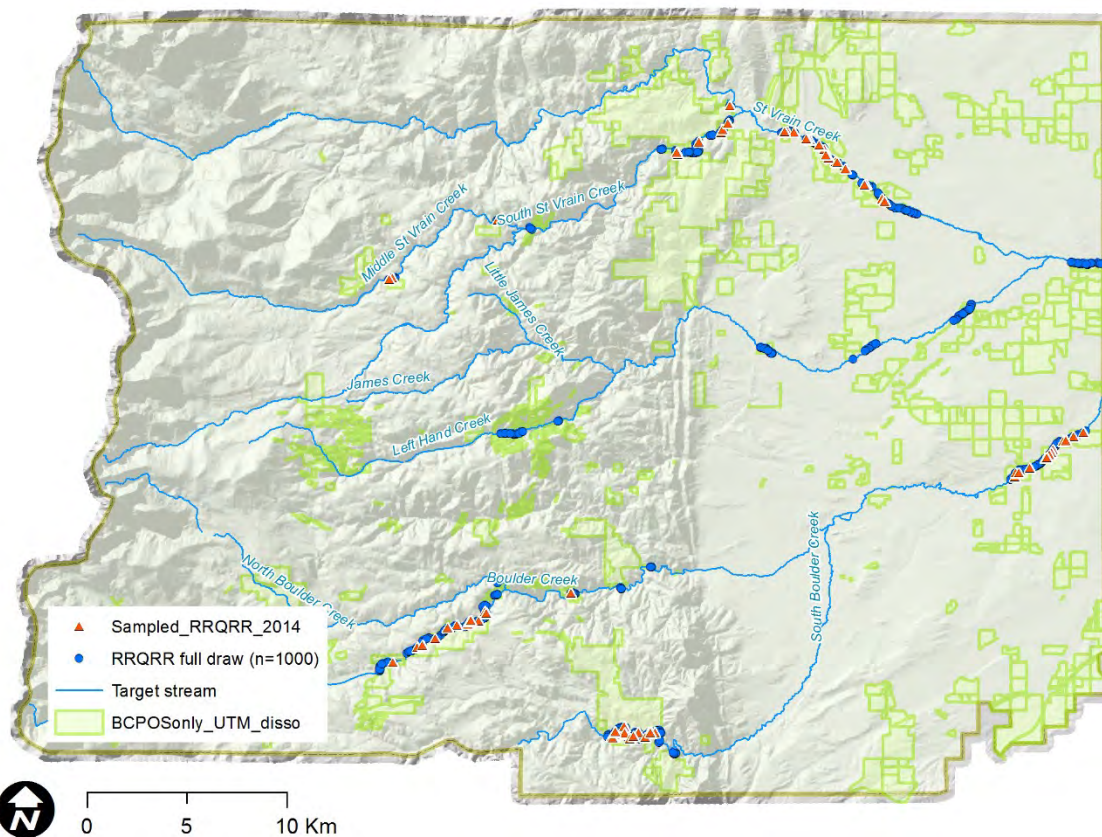 St Vrain Creek
South St Vrain Creek
Middle St Vrain Creek
Little James Creek
James Creek
Left Hand Creek
North Boulder Creek
Boulder Creek
South Boulder Creek
Sampled_RRQRR_2014
RRQRR full draw (n=1000)
Target stream
BCPOSonly_UTM_disso
N
0 5 10 Km